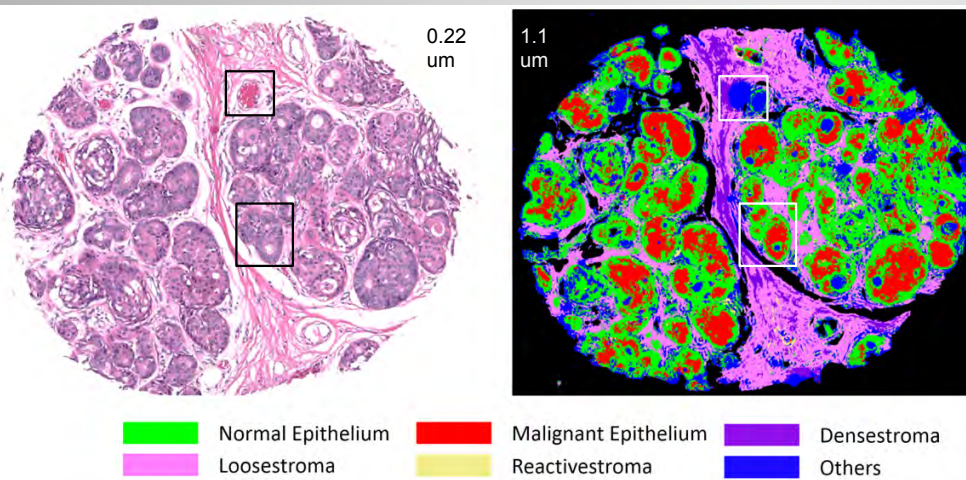 0.22
um
1.1
um
Normal Epithelium
Malignant Epithelium
Densestroma
Loosestroma
Reactivestroma
Others